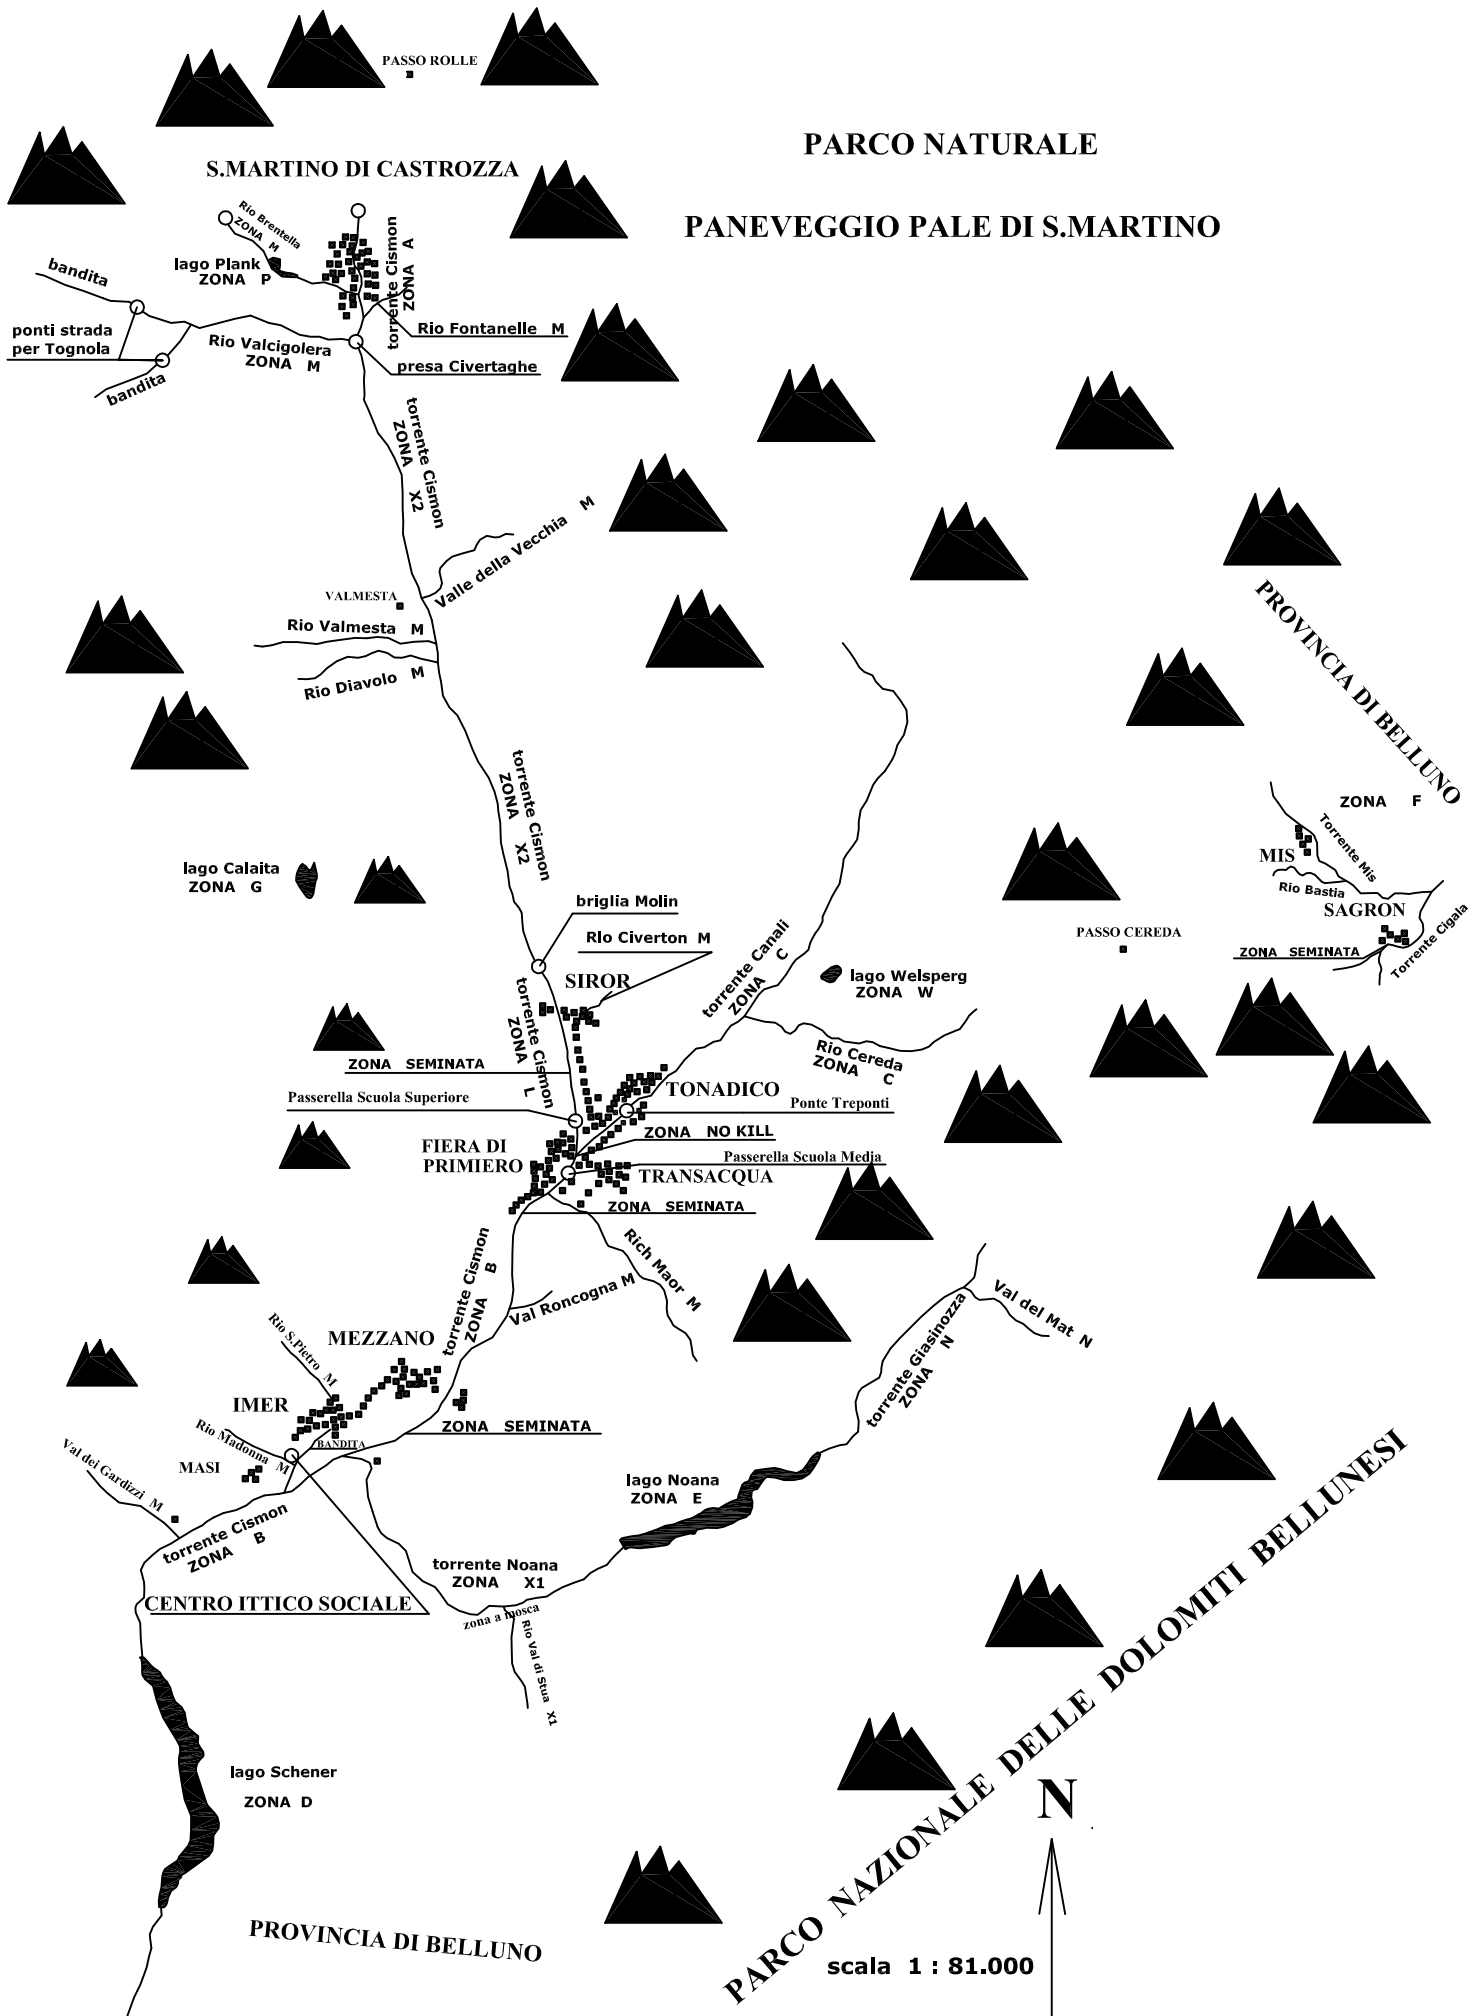 PASSO ROLLE
PARCO NATURALE
S.MARTINO DI CASTROZZA
PANEVEGGIO PALE DI S.MARTINO
Rio Brentella
ZONA M
torrente Cismon
ZONA A
lago Plank
ZONA P
bandita
ponti strada
per Tognola
Rio Valcigolera
ZONA M
Rio Fontanelle M
presa Civertaghe
bandita
torrente Cismon
ZONA X2
Valle della Vecchia M
VALMESTA
Rio Valmesta M
Rio Diavolo M
PROVINCIA DI BELLUNO
torrente Cismon
ZONA X2
ZONA F
Torrente Mis
MIS
Rio Bastia
SAGRON
ZONA SEMINATA
Torrente Cigala
lago Calaita
ZONA G
briglia Molin
RIo Civerton M
SIROR
PASSO CEREDA
torrente Canali
ZONA C
lago Welsperg
ZONA W
torrente Cismon
ZONA L
Rio Cereda
ZONA C
ZONA SEMINATA
TONADICO
Passerella Scuola Superiore
Ponte Treponti
ZONA NO KILL
FIERA DI
PRIMIERO
Passerella Scuola Media
TRANSACQUA
ZONA SEMINATA
torrente Cismon
ZONA B
Rich Maor M
Val Roncogna M
torrente Giasinozza
ZONA N
Val del Mat N
Rio S.Pietro M
MEZZANO
IMER
Rio Madonna M
BANDITA
ZONA SEMINATA
Val dei Gardizzi M
MASI
lago Noana
ZONA E
torrente Cismon
ZONA B
torrente Noana
ZONA X1
zona a mosca
Rio Val di Stua X1
CENTRO ITTICO SOCIALE
lago Schener
ZONA D
PARCO NAZIONALE DELLE DOLOMITI BELLUNESI
N
PROVINCIA DI BELLUNO
scala 1 : 81.000